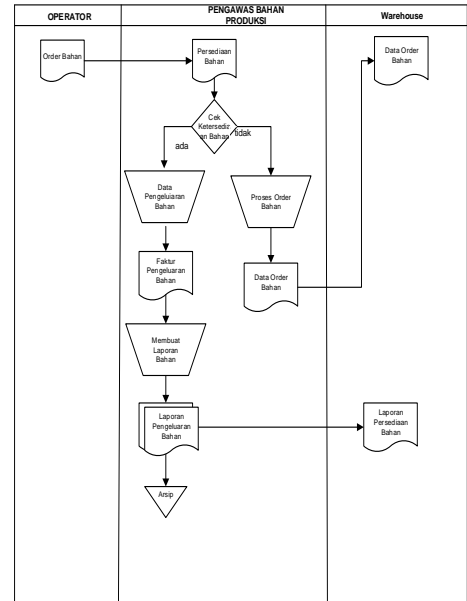 OPERATOR
PENGAWAS BAHAN
PRODUKSI
Warehouse
Order Bahan
Persediaan
Bahan
Data Order
Bahan
Cek
Ketersedi
an Bahan
tidak
ada
Data
Pengeluiaran
Bahan
Proses Order
Bahan
Faktur
Pengeluaran
Bahan
Data Order
Bahan
Membuat
Laporan
Bahan
Laporan
Pengeluaran
Bahan
Laporan
Persediaan
Bahan
Arsip